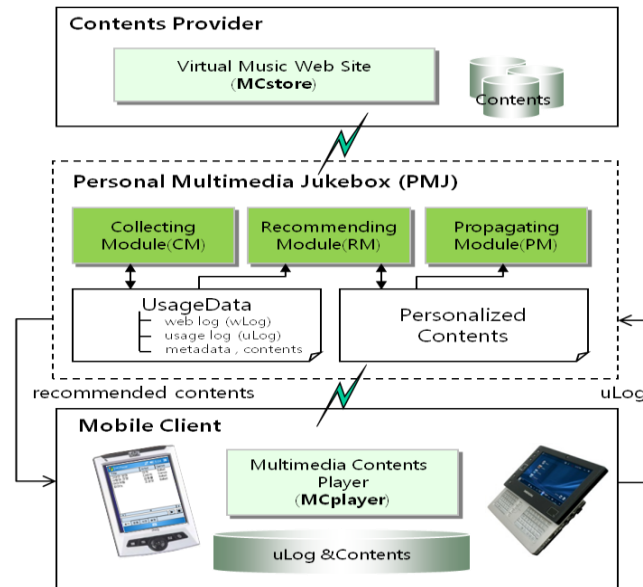 Contents Provider
Virtual Music Web Site
(MCstore)
Contents
Personal Multimedia Jukebox (PMJ)
Collecting
Module(CM)
Recommending
Module(RM)
Propagating
Module(PM)
UsageData
web log (wLog)
usage log (uLog)
metadata , contents
Personalized
Contents
recommended contents
uLog
Mobile Client
Multimedia Contents
Player
(MCplayer)
uLog &Contents